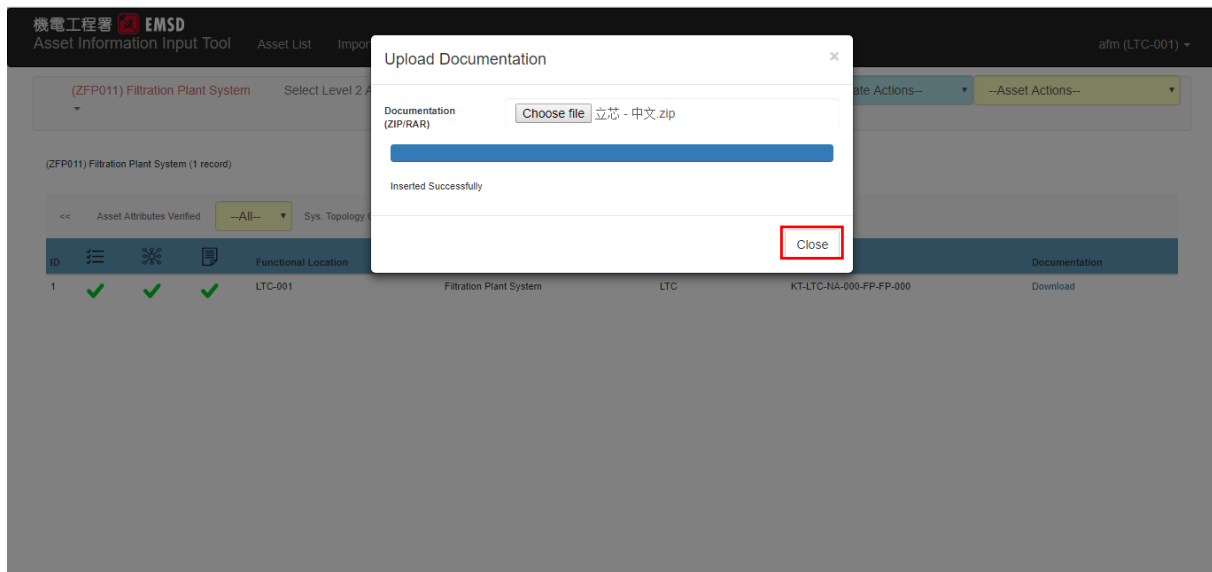 機電工程署 EMSD
Asset Information Input Tool Asset List Impor afm (LTC-001)
Upload Documentation ×
(ZFP011) Filtration Plant System Select Level 2 A ate Actions-- --Asset Actions--
Documentation
(ZIP/RAR)
Choose file 立芯 - 中文.zip
(ZFP011) Filtration Plant System (1 record)
Inserted Successfully
<< Asset Attributes Verified --All-- Sys. Topology
Close
ID Functional Location Documentation
1 LTC-001 Filtration Plant System LTC KT-LTC-NA-000-FP-FP-000 Download